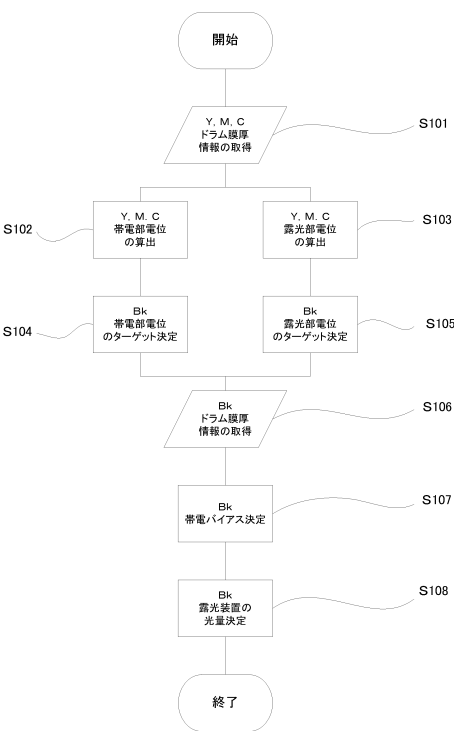 開始
Y, M, C
ドラム膜厚
情報の取得
S101
Y, M, C
帯電部電位
の算出
S102
Y, M, C
露光部電位
の算出
S103
Bk
帯電部電位
のターゲット決定
S104
Bk
露光部電位
のターゲット決定
S105
Bk
ドラム膜厚
情報の取得
S106
Bk
帯電バイアス決定
S107
Bk
露光装置の
光量決定
S108
終了